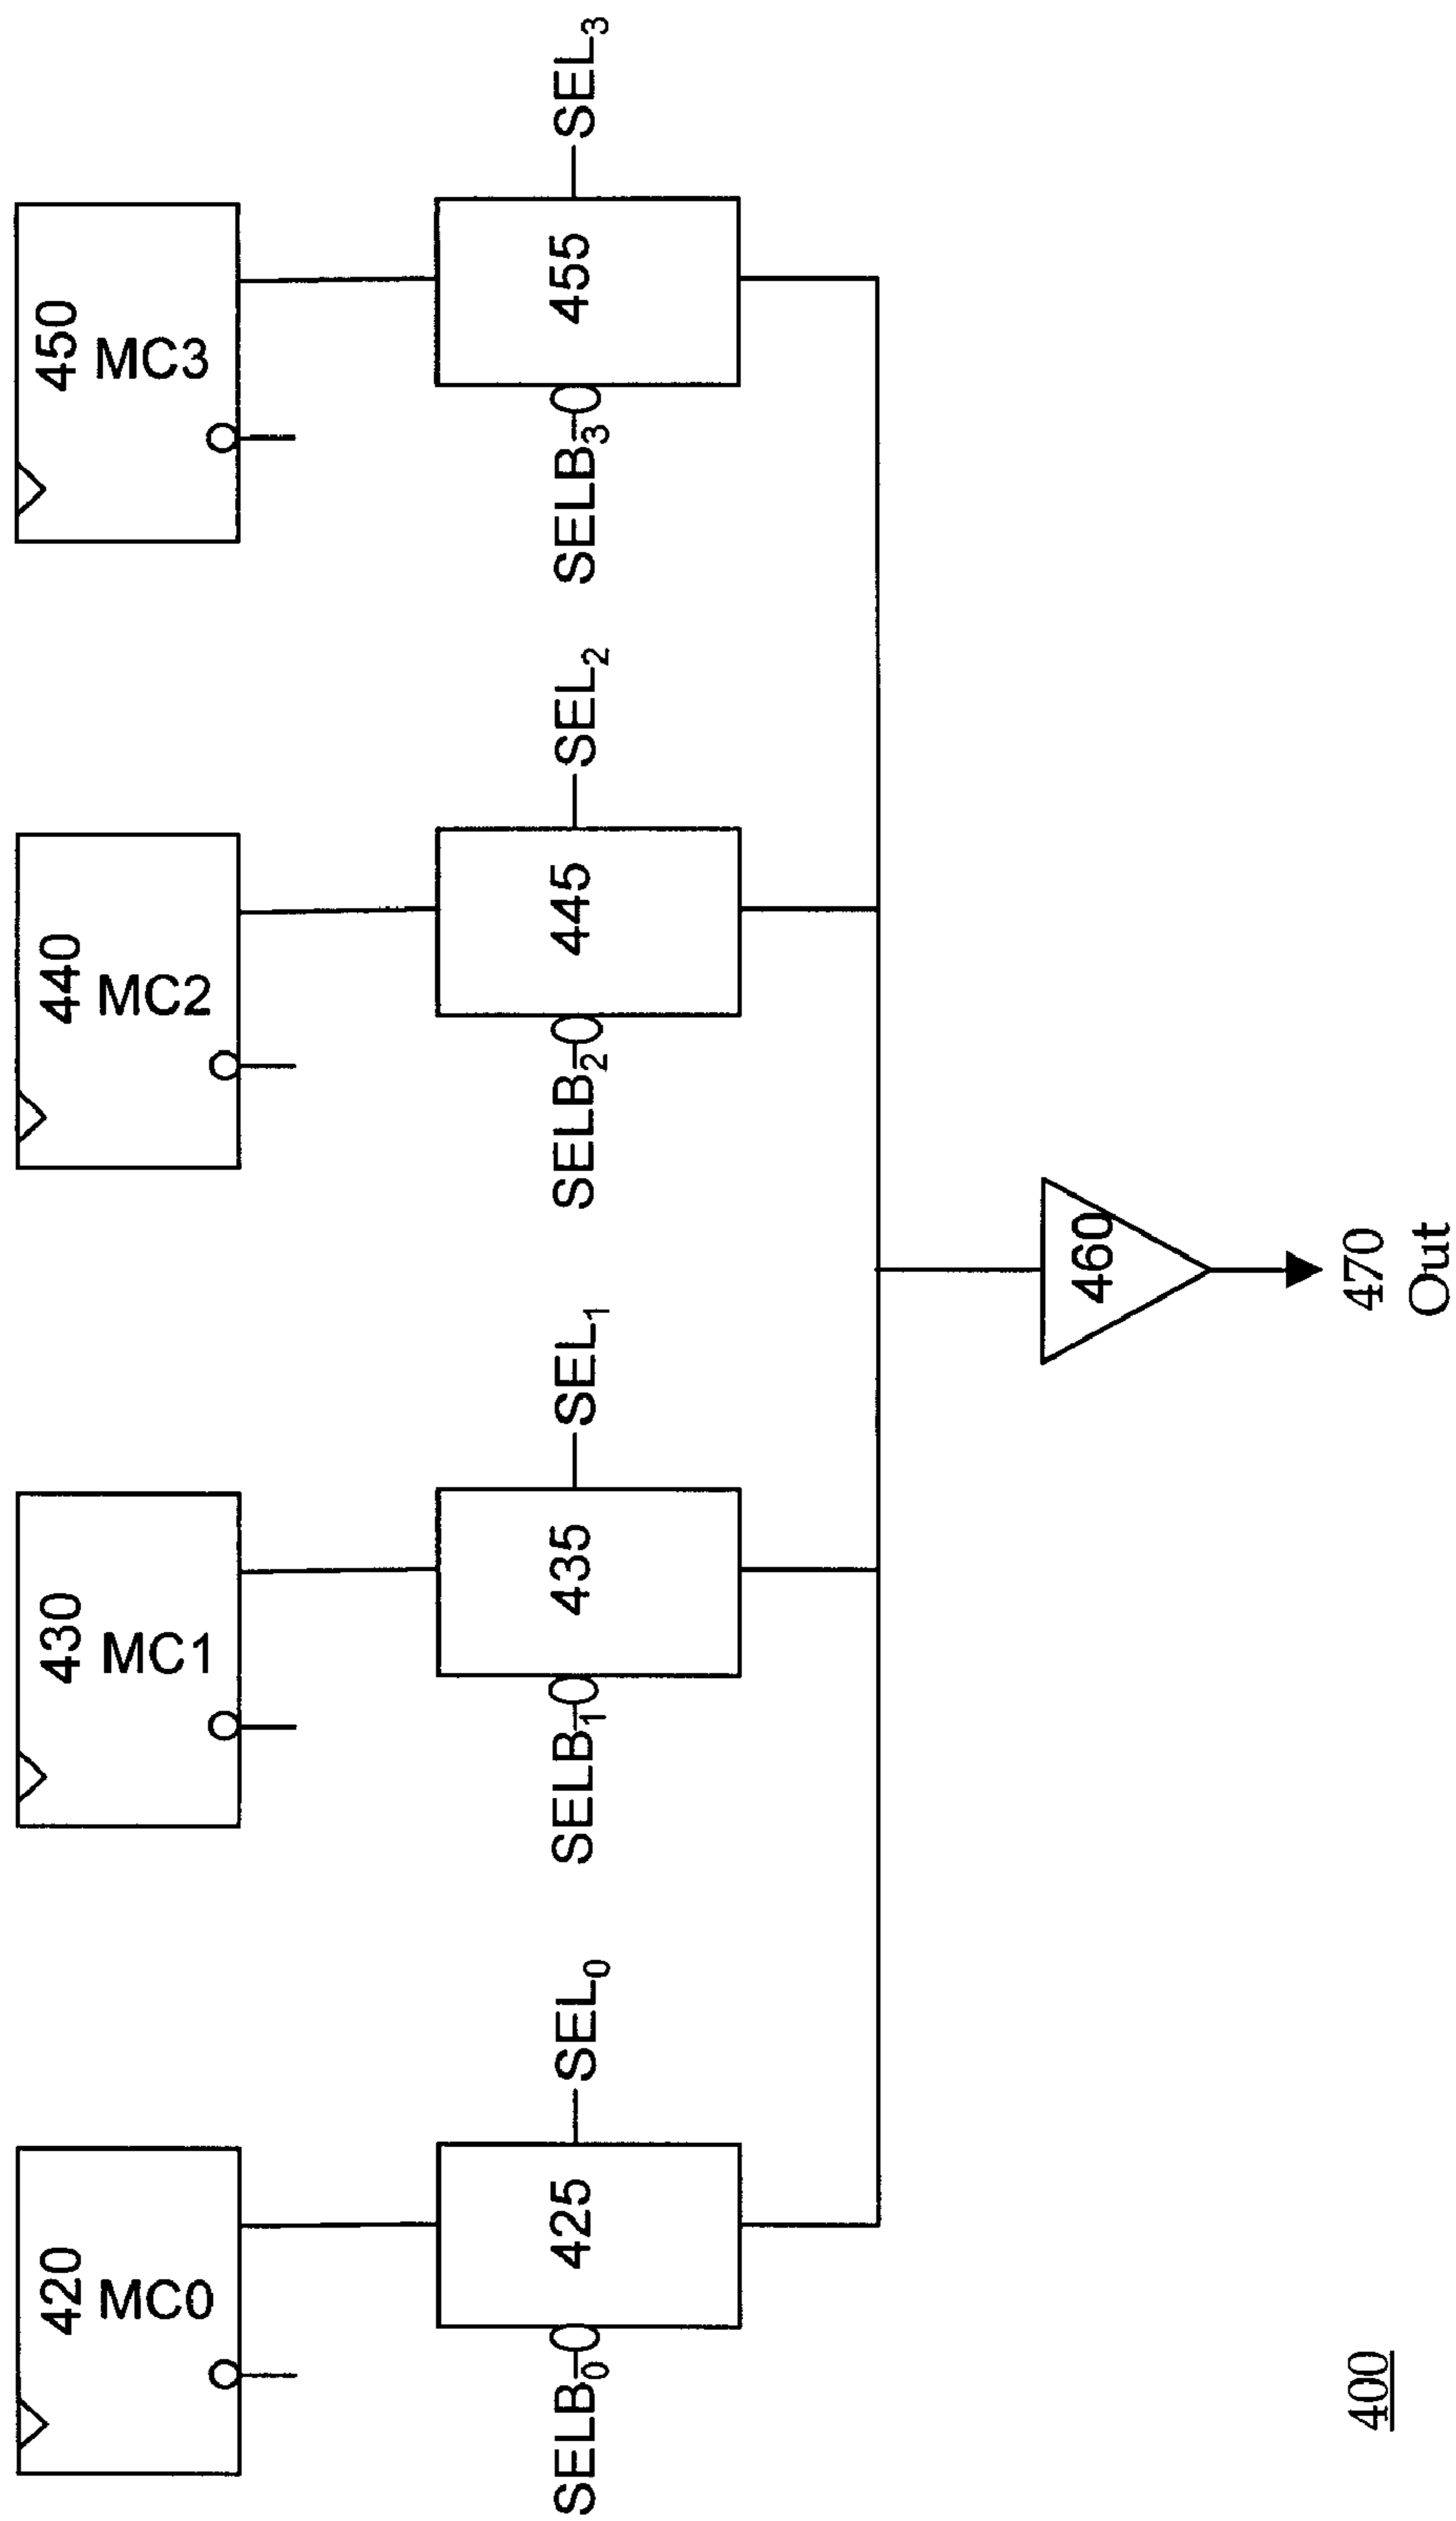 420
MC0
430
MC1
440
MC2
450
MC3
SELB₀ 425 SEL₀
SELB₁ 435 SEL₁
SELB₂ 445 SEL₂
SELB₃ 455 SEL₃
460
470
Out
400